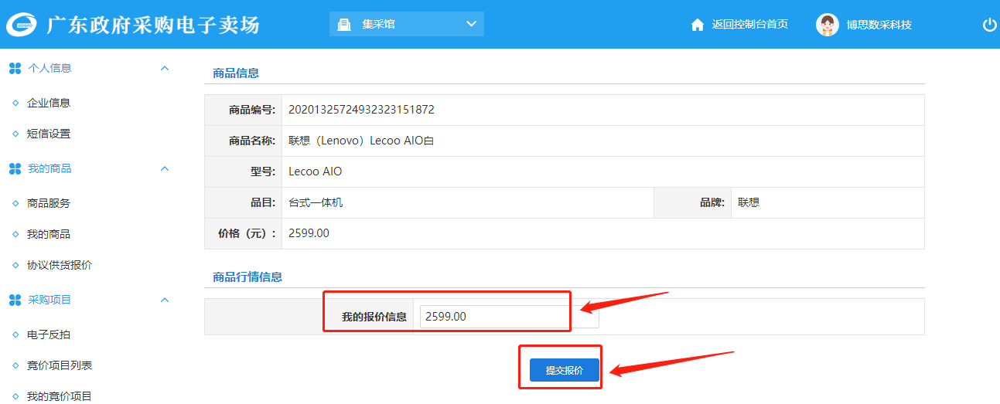 广东政府采购电子卖场
集采馆
返回控制台首页
博思数采科技
个人信息
企业信息
短信设置
我的商品
商品服务
我的商品
协议供货报价
采购项目
电子反拍
竞价项目列表
我的竞价项目
商品信息
商品编号: 20201325724932323151872
商品名称: 联想（Lenovo）Lecoo AIO白
型号: Lecoo AIO
品目: 台式一体机 品牌: 联想
价格（元）: 2599.00
商品行情信息
我的报价信息 2599.00
提交报价